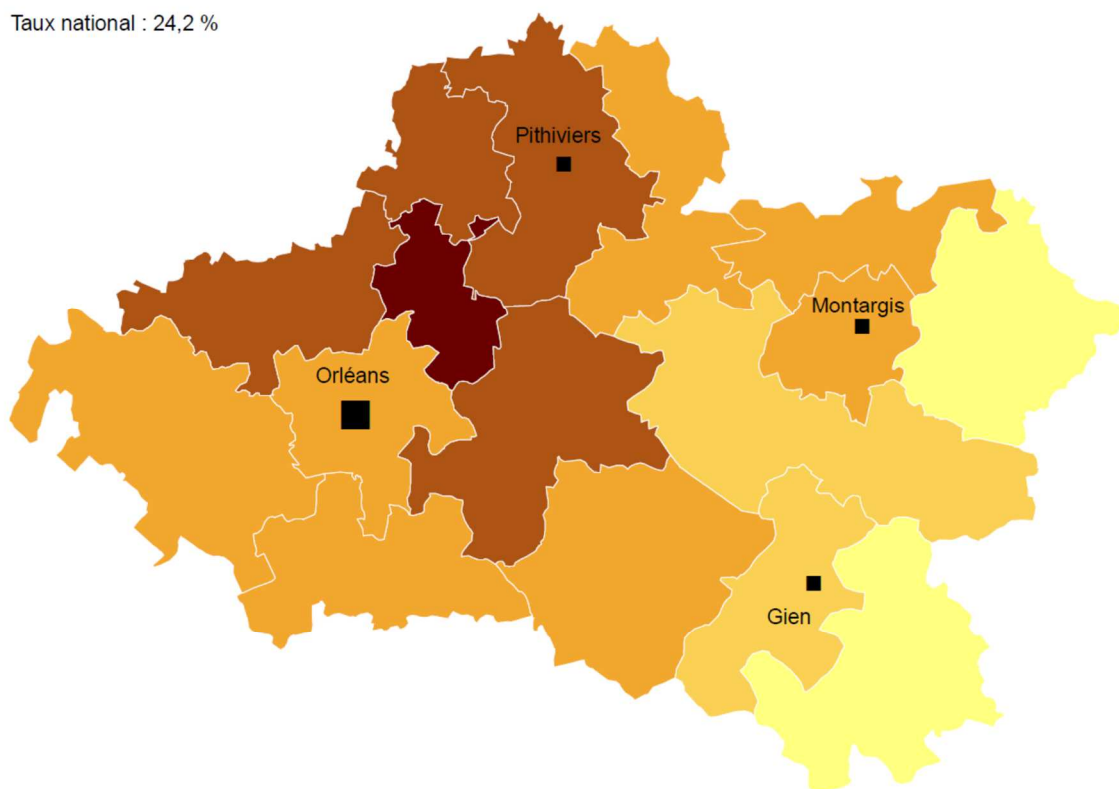 Taux national : 24,2 %
Pithiviers
Montargis
Orléans
Gien